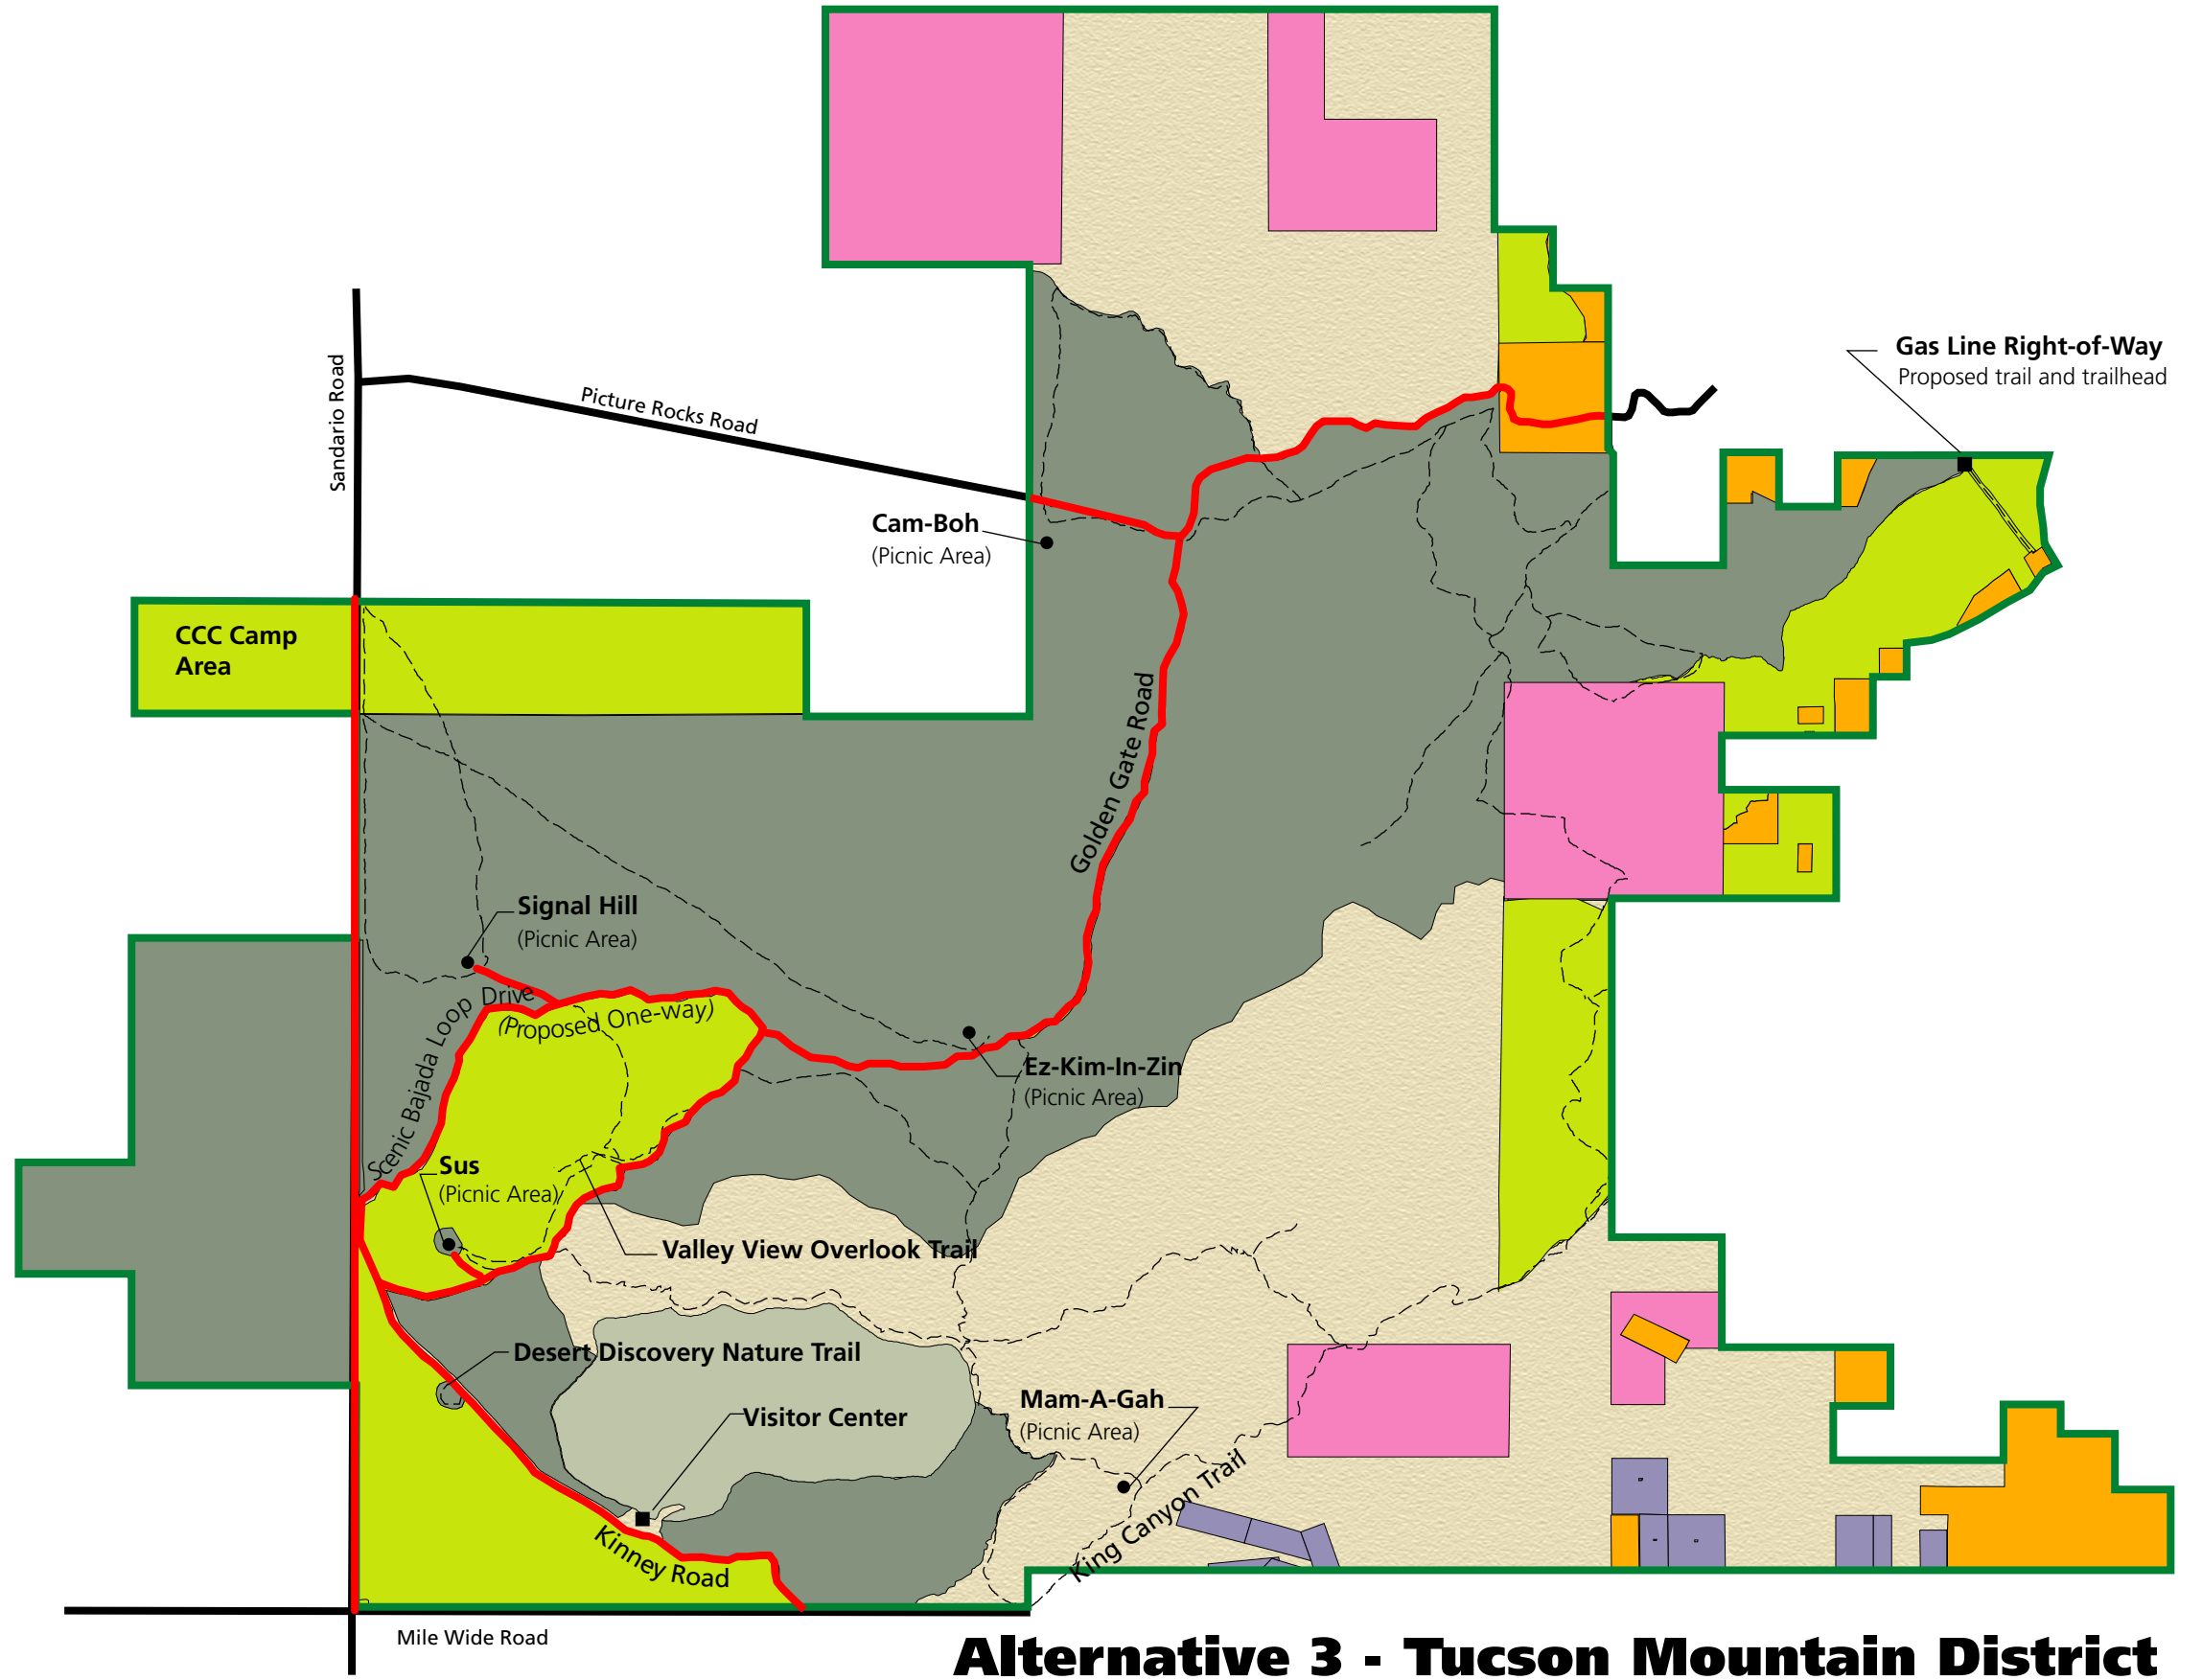 Gas Line Right-of-Way
Proposed trail and trailhead
Sandario Road
Picture Rocks Road
Cam-Boh
(Picnic Area)
CCC Camp
Area
Golden Gate Road
Signal Hill
(Picnic Area)
Scenic Bajada Loop Drive
(Proposed One-way)
Ez-Kim-In-Zin
(Picnic Area)
Sus
(Picnic Area)
Valley View Overlook Trail
Desert Discovery Nature Trail
Mam-A-Gah
(Picnic Area)
Visitor Center
King Canyon Trail
Kinney Road
Mile Wide Road
Alternative 3 - Tucson Mountain District